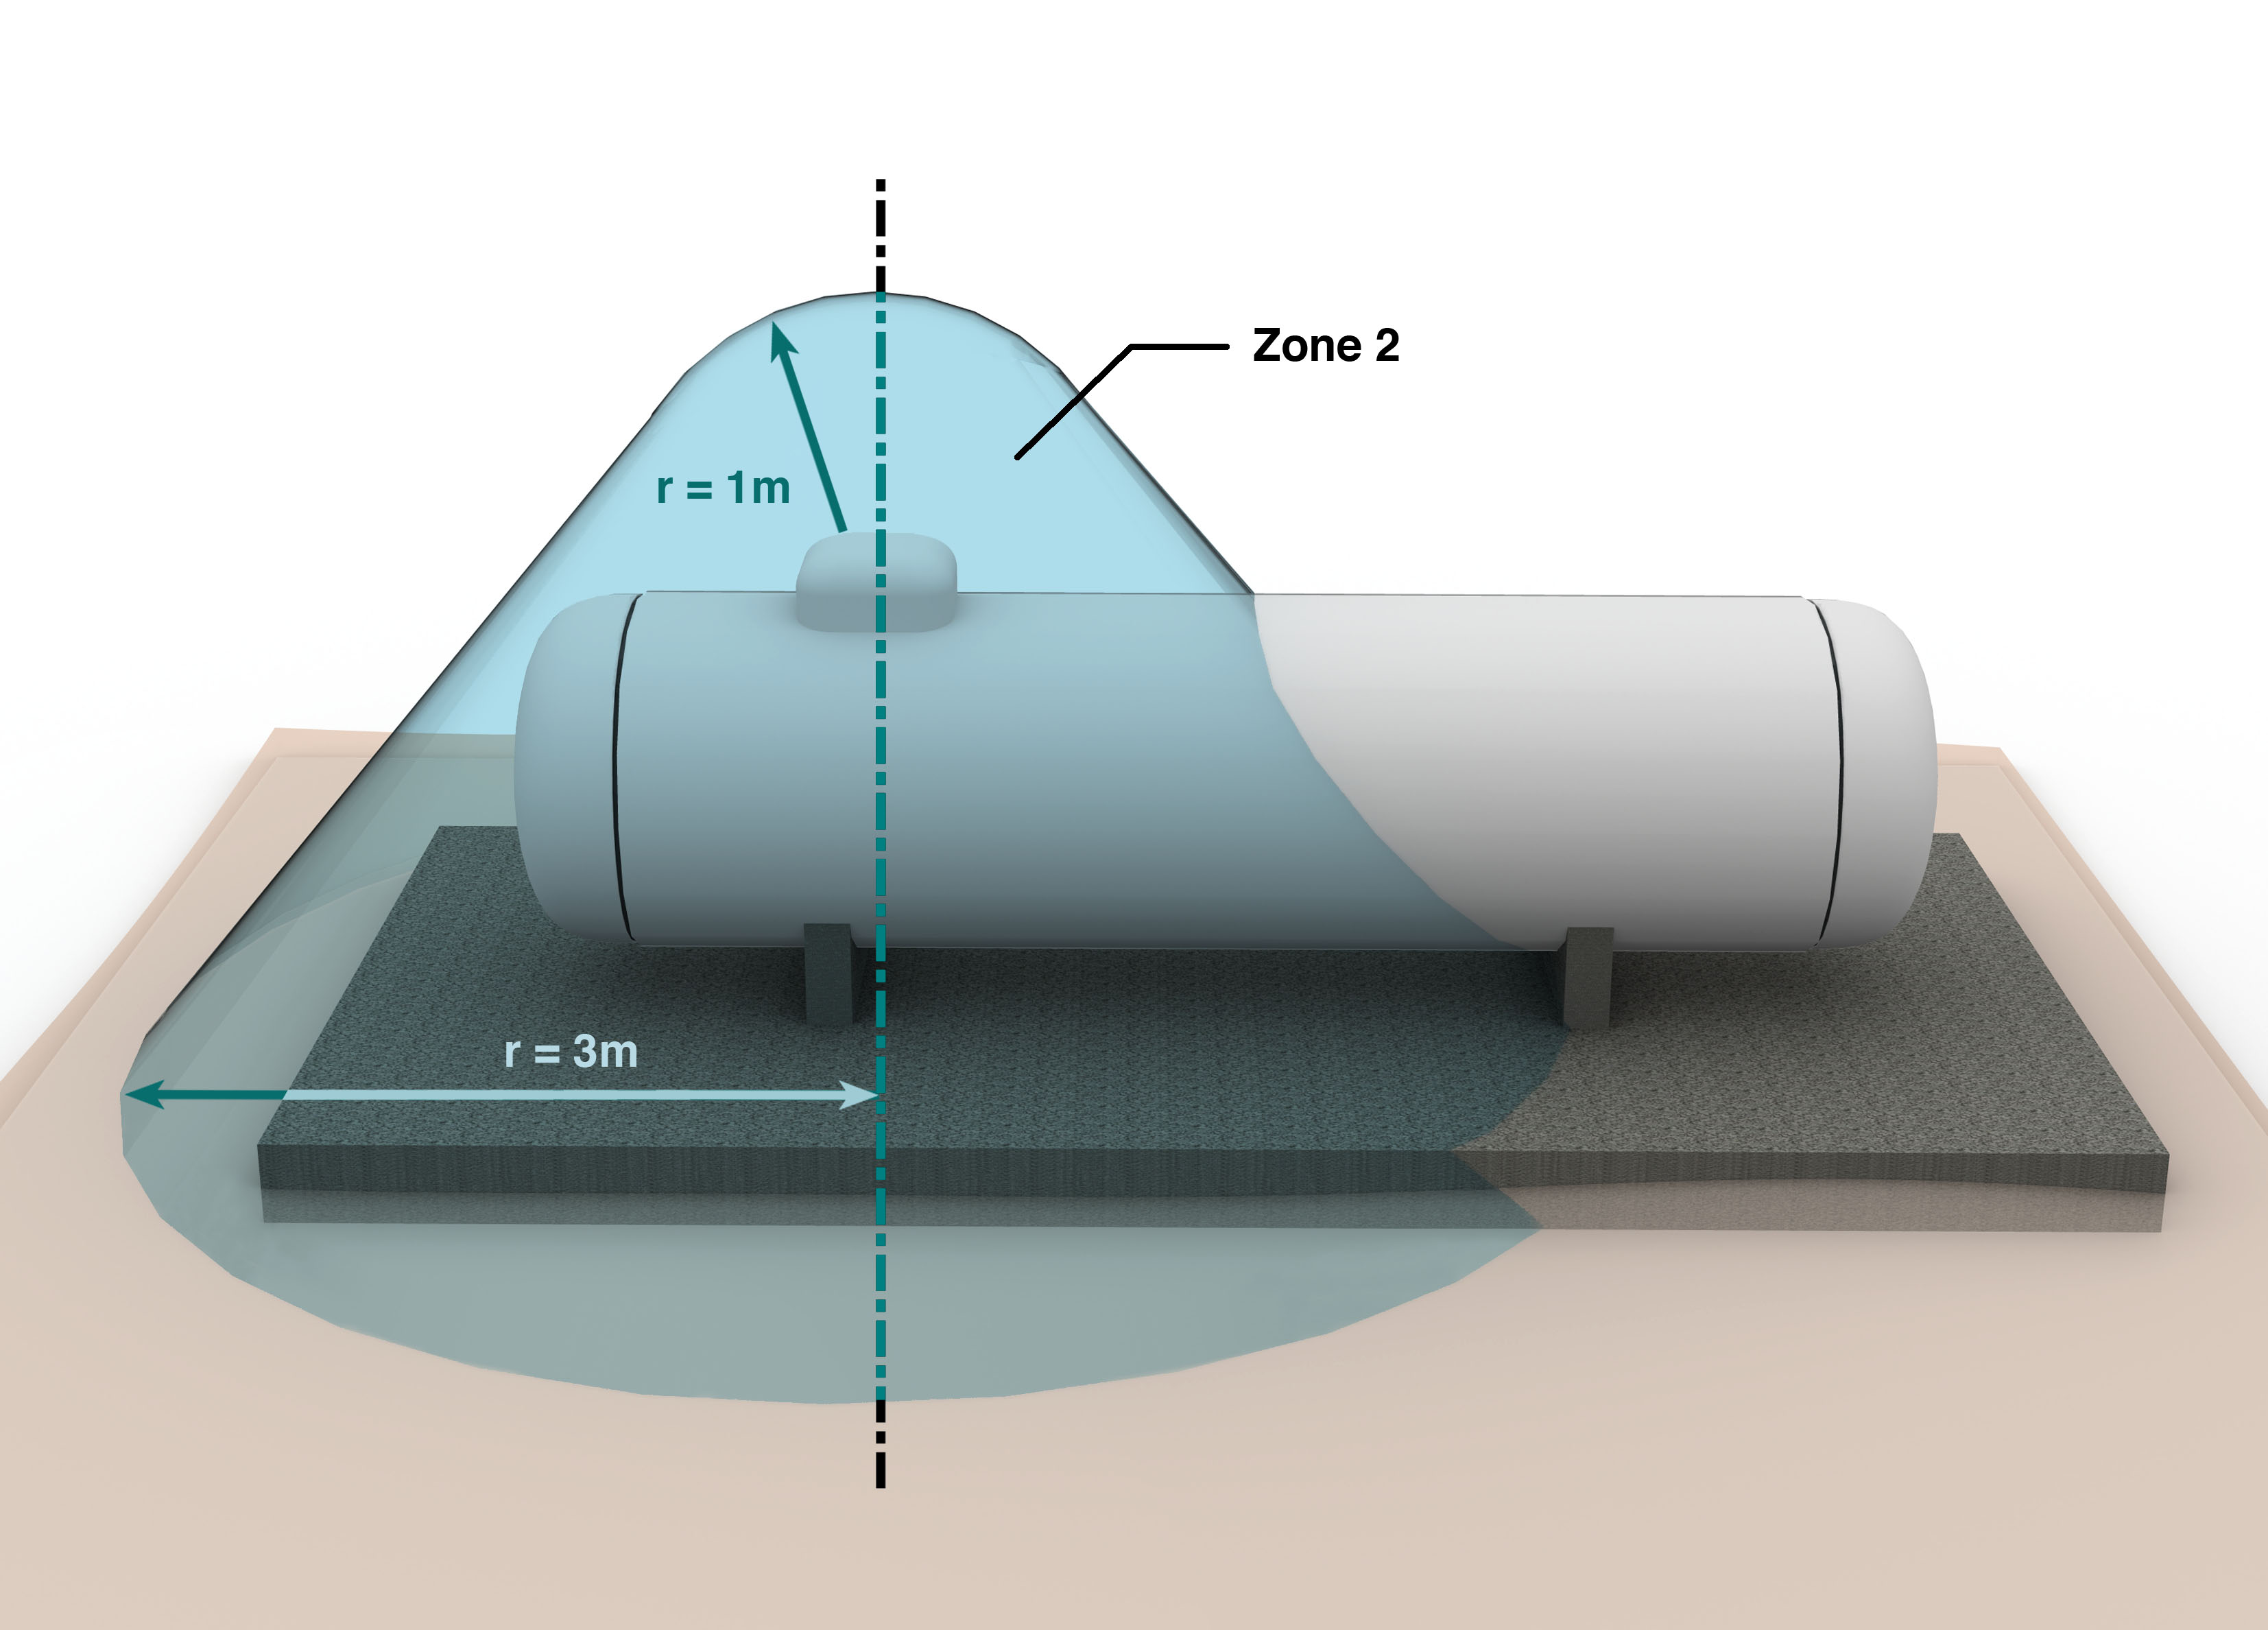 Zone 2
r = 1m
r = 3m